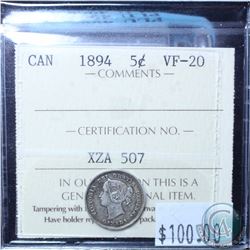 CAN 1894 5¢ VF-20
— COMMENTS —
— CERTIFICATION NO. —
XZA 507
IN OU ON THIS IS A
GEN AL ITEM.
Tampering with
Have holder re
$100.00